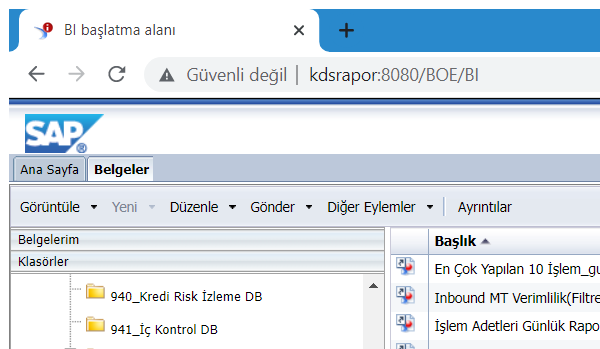 BI başlatma alanı
Güvenli değil | kdsrapor:8080/BOE/BI
SAP
Ana Sayfa Belgeler
Görüntüle Yeni Düzenle Gönder Diğer Eylemler Ayrıntılar
Belgelerim
Klasörler
940_Kredi Risk İzleme DB
941_İç Kontrol DB
Başlık
En Çok Yapılan 10 İşlem_gu
Inbound MT Verimlilik(Filtre
İşlem Adetleri Günlük Rapo